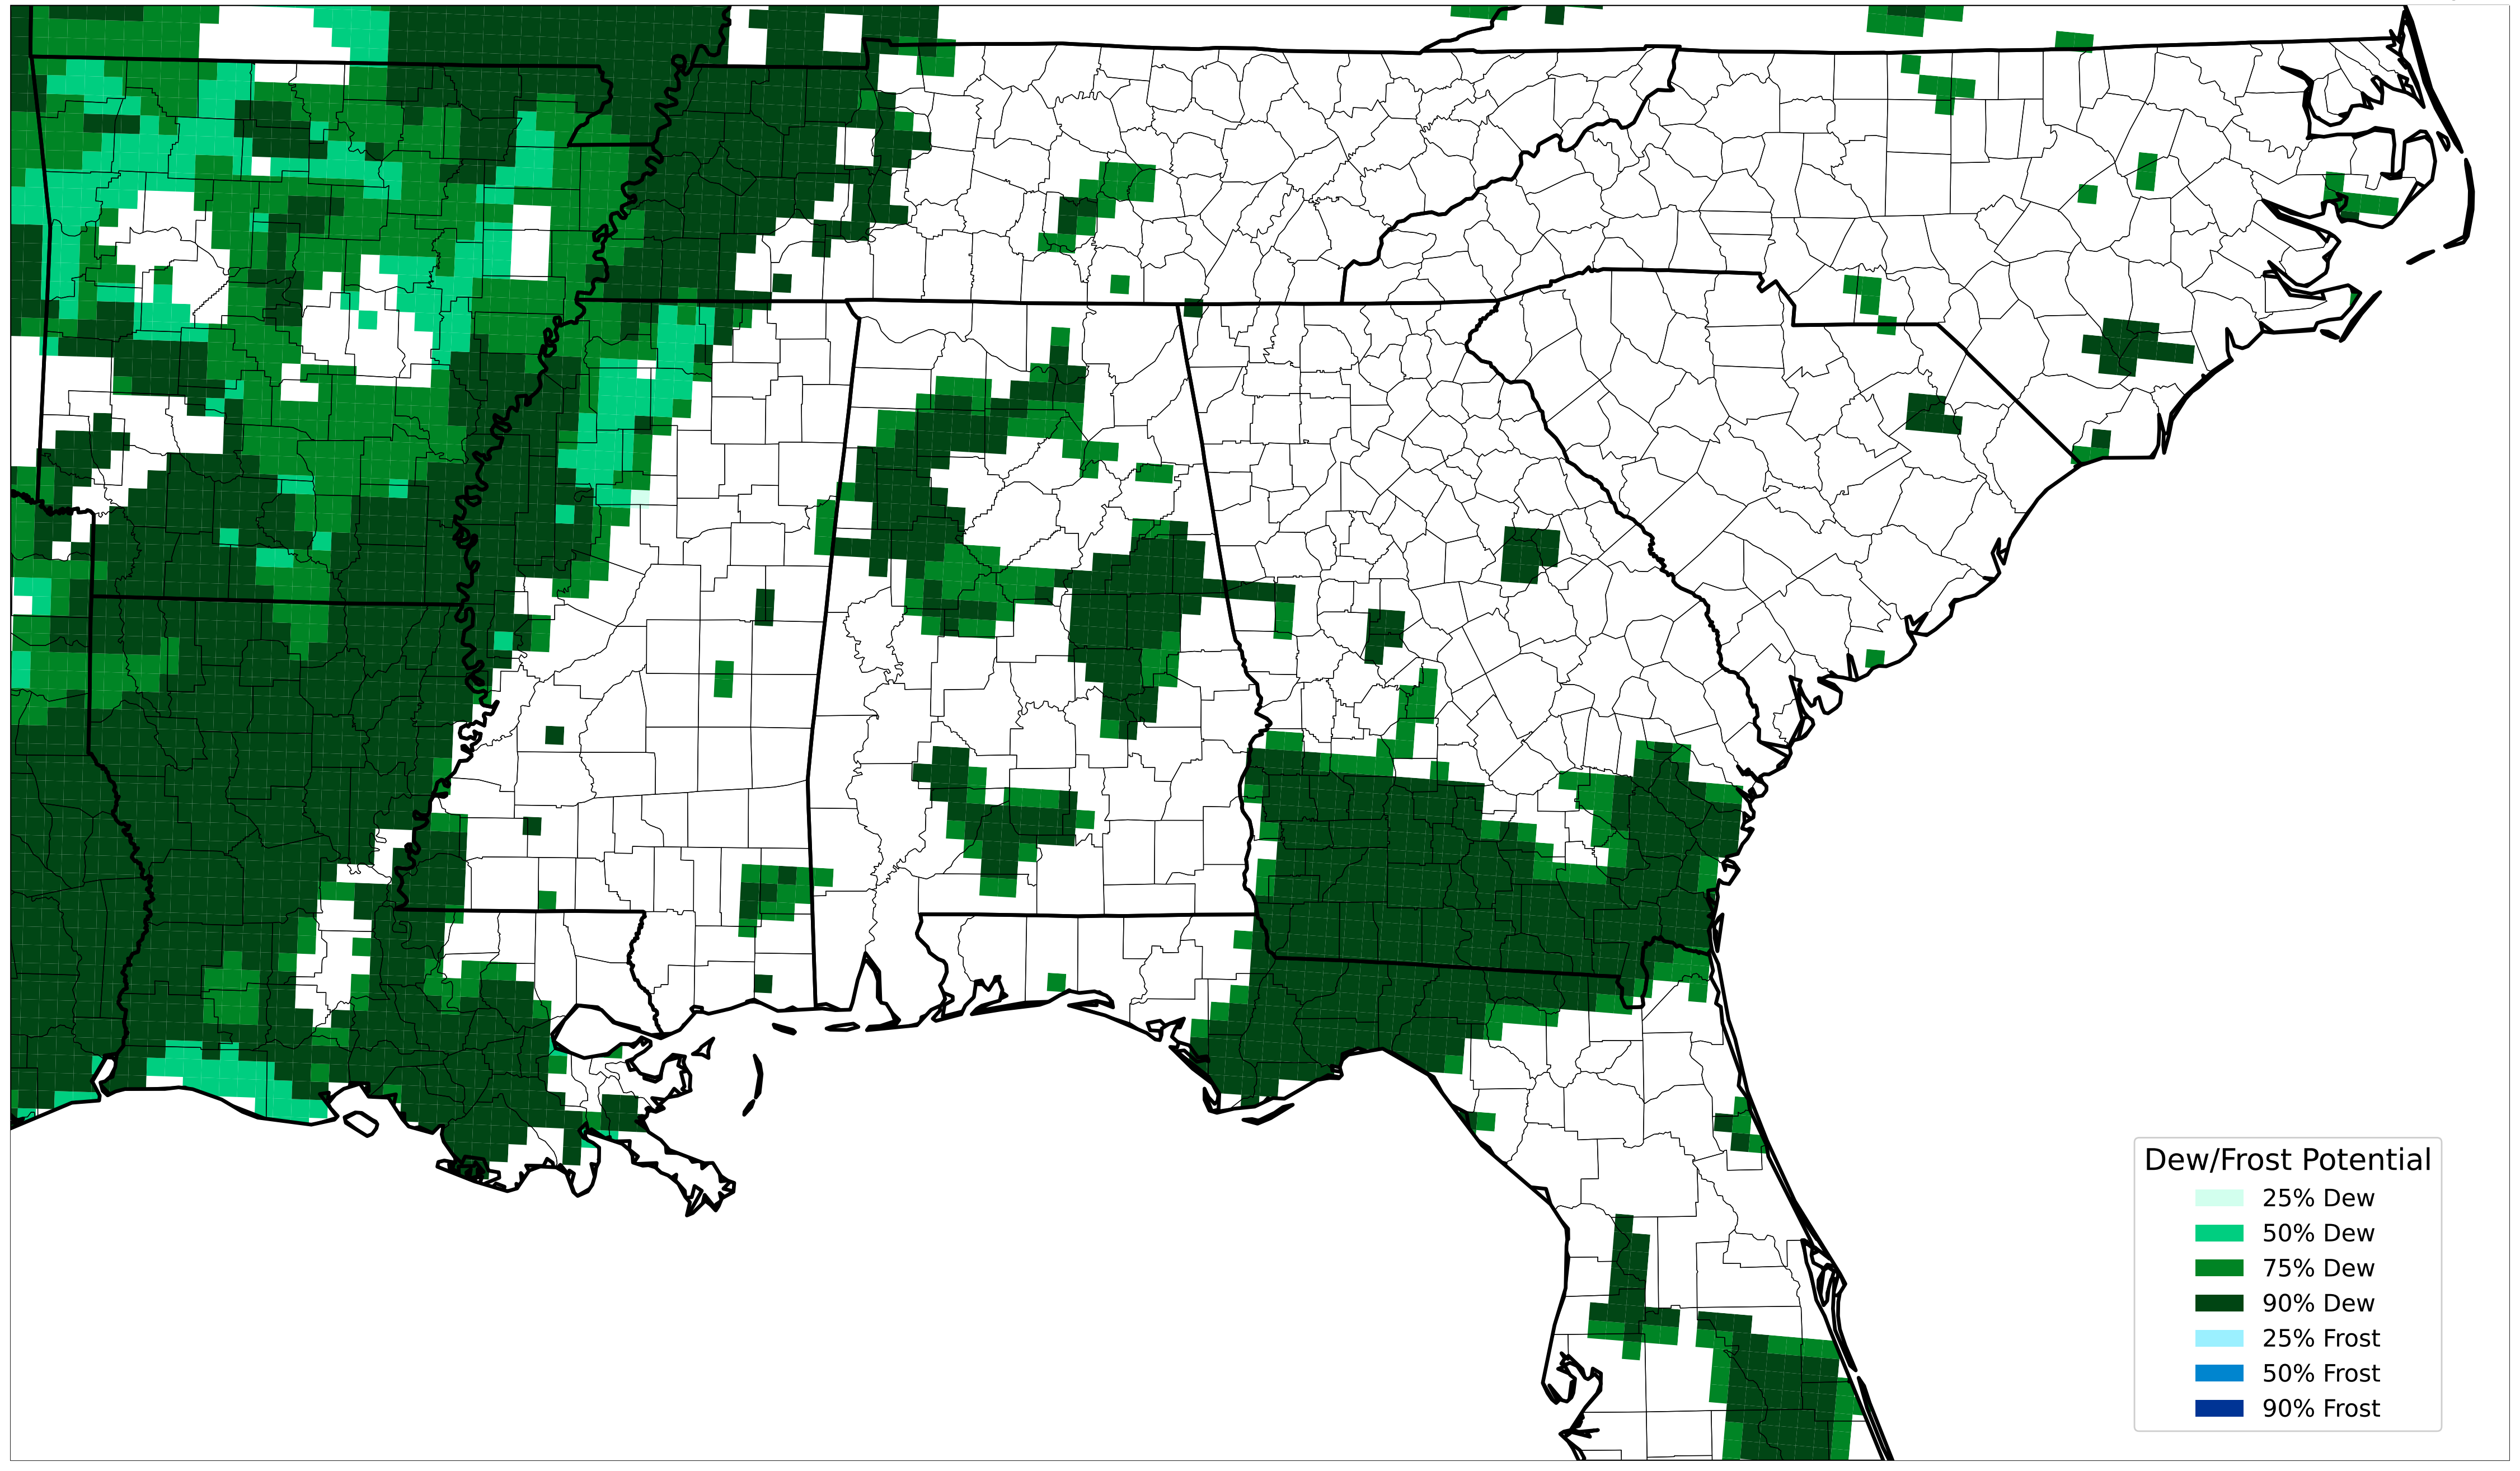 Dew/Frost Potential
25% Dew
50% Dew
75% Dew
90% Dew
25% Frost
50% Frost
90% Frost